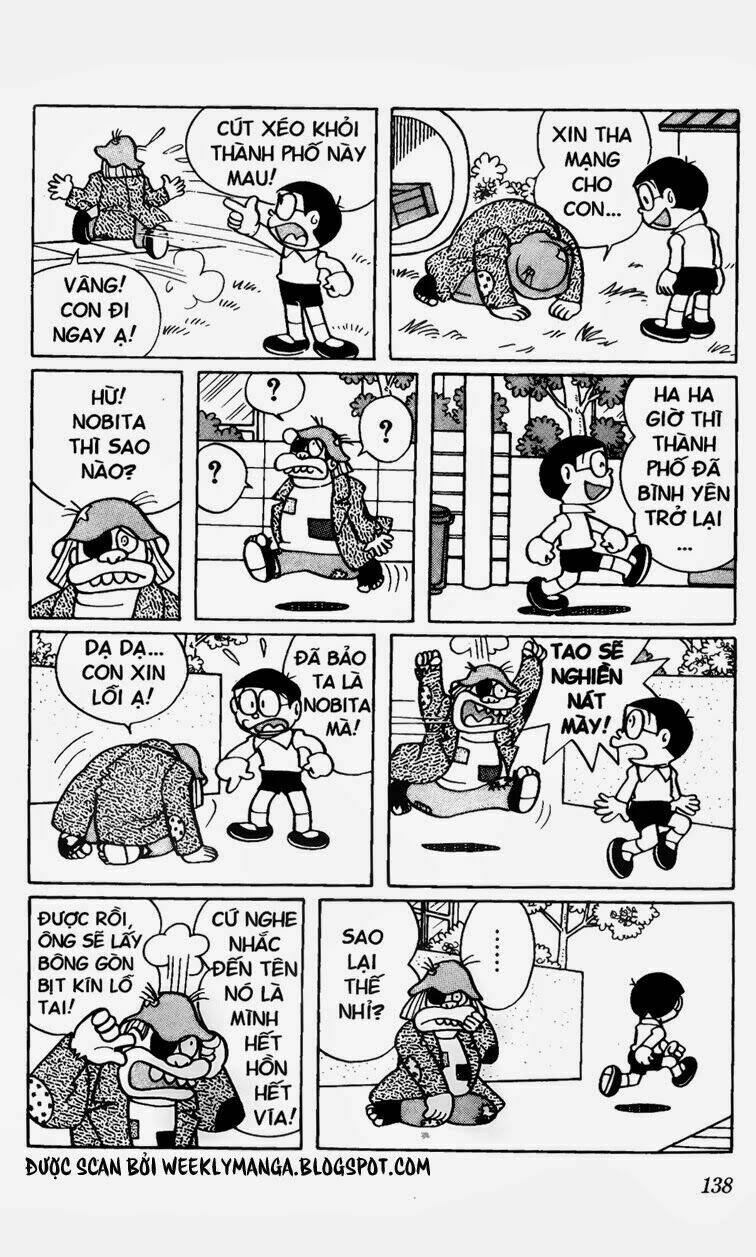 XIN THA
MẠNG
CHO
CON...
CÚT XÉO KHỎI
THÀNH PHỐ NÀY
MAU!
VÂNG!
CON ĐI
NGAY Ạ!
HA HA
GIỜ THÌ
THÀNH
PHỐ ĐÃ
BÌNH YÊN
TRỞ LẠI
...
?
?
?
HỪ!
NOBITA
THÌ SAO
NÀO?
TAO SẼ
NGHIỀN
NÁT
MÀY!
ĐÃ BẢO
TA LÀ
NOBITA
MÀ!
DẠ DẠ...
CON XIN
LỖI Ạ!
......
SAO
LẠI
THẾ
NHỈ?
CỨ NGHE
NHẮC
ĐẾN TÊN
NÓ LÀ
MÌNH
HẾT
HỒN
HẾT
VÍA!
ĐƯỢC RỒI,
ÔNG SẼ LẤY
BÔNG GÒN
BỊT KÍN LỖ
TAI!
ĐƯỢC SCAN BỞI WEEKLYMANGA.BLOGSPOT.COM
138